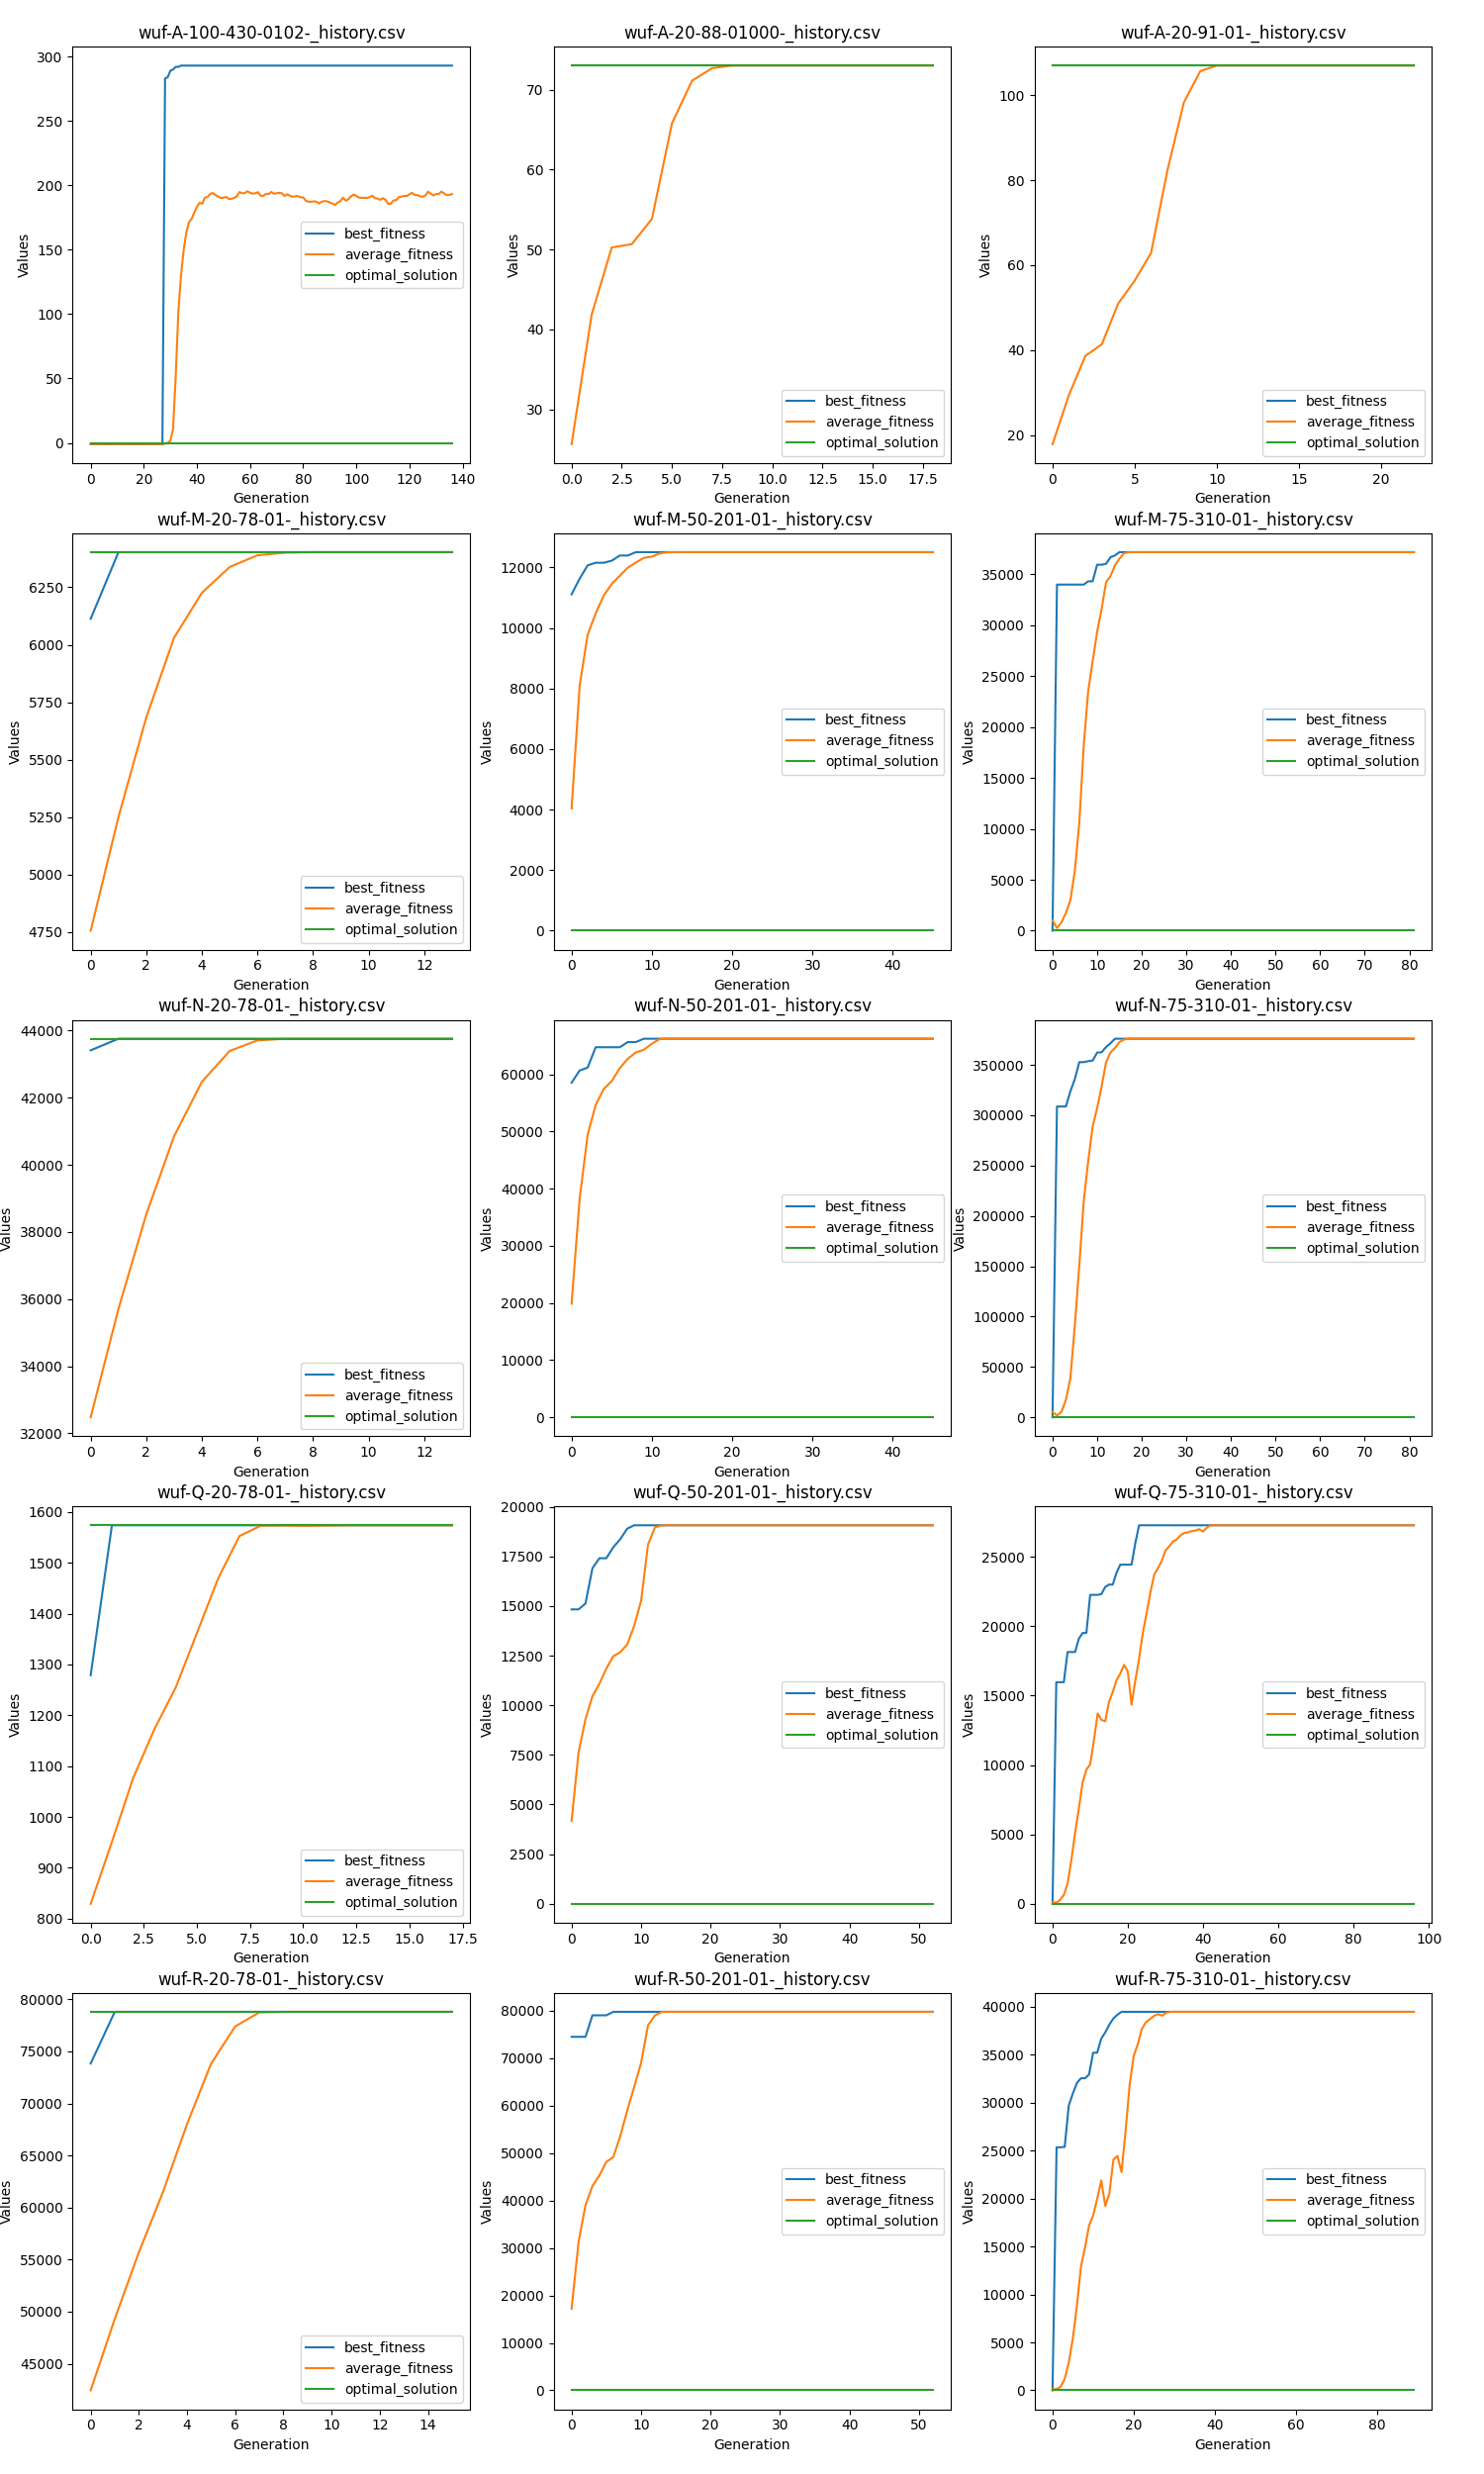 wuf-A-100-430-0102-_history.csv
300
250
200
150
100
50
0
Values
best_fitness
average_fitness
optimal_solution
0 20 40 60 80 100 120 140
Generation
wuf-A-20-88-01000-_history.csv
70
60
50
40
30
Values
best_fitness
average_fitness
optimal_solution
0.0 2.5 5.0 7.5 10.0 12.5 15.0 17.5
Generation
wuf-A-20-91-01-_history.csv
100
80
60
40
20
Values
best_fitness
average_fitness
optimal_solution
0 5 10 15 20
Generation
wuf-M-20-78-01-_history.csv
6250
6000
5750
5500
5250
5000
4750
Values
best_fitness
average_fitness
optimal_solution
0 2 4 6 8 10 12
Generation
wuf-M-50-201-01-_history.csv
12000
10000
8000
6000
4000
2000
0
Values
best_fitness
average_fitness
optimal_solution
0 10 20 30 40
Generation
wuf-M-75-310-01-_history.csv
35000
30000
25000
20000
15000
10000
5000
0
Values
best_fitness
average_fitness
optimal_solution
0 10 20 30 40 50 60 70 80
Generation
wuf-N-20-78-01-_history.csv
44000
42000
40000
38000
36000
34000
32000
Values
best_fitness
average_fitness
optimal_solution
0 2 4 6 8 10 12
Generation
wuf-N-50-201-01-_history.csv
60000
50000
40000
30000
20000
10000
0
Values
best_fitness
average_fitness
optimal_solution
0 10 20 30 40
Generation
wuf-N-75-310-01-_history.csv
350000
300000
250000
200000
150000
100000
50000
0
Values
best_fitness
average_fitness
optimal_solution
0 10 20 30 40 50 60 70 80
Generation
wuf-Q-20-78-01-_history.csv
1600
1500
1400
1300
1200
1100
1000
900
800
Values
best_fitness
average_fitness
optimal_solution
0.0 2.5 5.0 7.5 10.0 12.5 15.0 17.5
Generation
wuf-Q-50-201-01-_history.csv
20000
17500
15000
12500
10000
7500
5000
2500
0
Values
best_fitness
average_fitness
optimal_solution
0 10 20 30 40 50
Generation
wuf-Q-75-310-01-_history.csv
25000
20000
15000
10000
5000
0
Values
best_fitness
average_fitness
optimal_solution
0 20 40 60 80 100
Generation
wuf-R-20-78-01-_history.csv
80000
75000
70000
65000
60000
55000
50000
45000
Values
best_fitness
average_fitness
optimal_solution
0 2 4 6 8 10 12 14
Generation
wuf-R-50-201-01-_history.csv
80000
70000
60000
50000
40000
30000
20000
10000
0
Values
best_fitness
average_fitness
optimal_solution
0 10 20 30 40 50
Generation
wuf-R-75-310-01-_history.csv
40000
35000
30000
25000
20000
15000
10000
5000
0
Values
best_fitness
average_fitness
optimal_solution
0 20 40 60 80
Generation